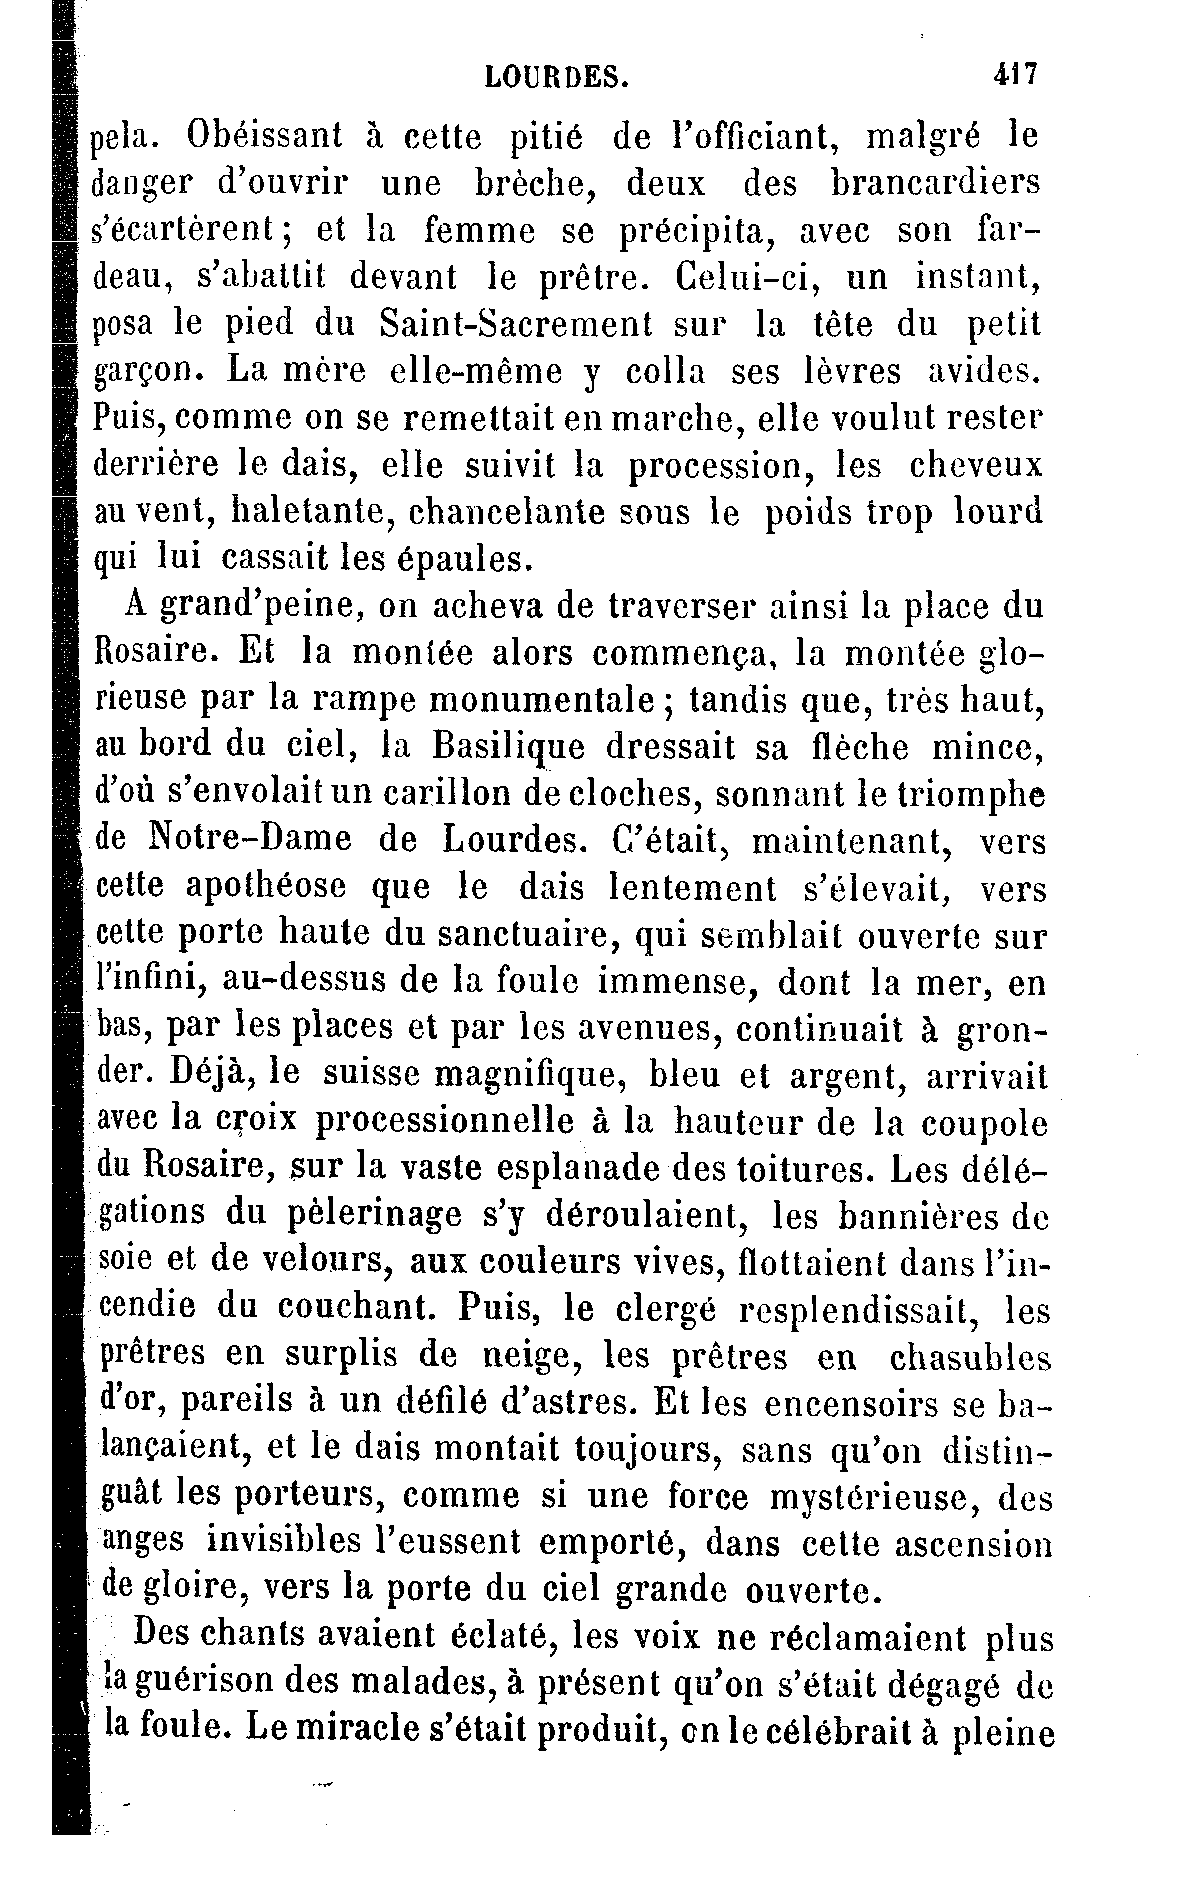 LOURDES. 417
pela. Obéissant à cette pitié de l'officiant, malgré le
danger d'ouvrir une brèche, deux des brancardiers
s'écartèrent ; et la femme se précipita, avec son far-
deau, s'abattit devant le prêtre. Celui-ci, un instant,
posa le pied du Saint-Sacrement sur la tête du petit
garçon. La mère elle-même y colla ses lèvres avides.
Puis, comme on se remettait en marche, elle voulut rester
derrière le dais, elle suivit la procession, les cheveux
au vent, haletante, chancelante sous le poids trop lourd
qui lui cassait les épaules.
A grand'peine, on acheva de traverser ainsi la place du
Rosaire. Et la montée alors commença, la montée glo-
rieuse par la rampe monumentale ; tandis que, très haut,
au bord du ciel, la Basilique dressait sa flèche mince,
d'où s'envolait un carillon de cloches, sonnant le triomphe
de Notre-Dame de Lourdes. C'était, maintenant, vers
cette apothéose que le dais lentement s'élevait, vers
cette porte haute du sanctuaire, qui semblait ouverte sur
l'infini, au-dessus de la foule immense, dont la mer, en
bas, par les places et par les avenues, continuait à gron-
der. Déjà, le suisse magnifique, bleu et argent, arrivait
avec la croix processionnelle à la hauteur de la coupole
du Rosaire, sur la vaste esplanade des toitures. Les délé-
gations du pèlerinage s'y déroulaient, les bannières de
soie et de velours, aux couleurs vives, flottaient dans l'in-
cendie du couchant. Puis, le clergé resplendissait, les
prêtres en surplis de neige, les prêtres en chasubles
d'or, pareils à un défilé d'astres. Et les encensoirs se ba-
lançaient, et le dais montait toujours, sans qu'on distin-
guât les porteurs, comme si une force mystérieuse, des
anges invisibles l'eussent emporté, dans cette ascension
de gloire, vers la porte du ciel grande ouverte.
Des chants avaient éclaté, les voix ne réclamaient plus
la guérison des malades, à présent qu'on s'était dégagé de
la foule. Le miracle s'était produit, on le célébrait à pleine